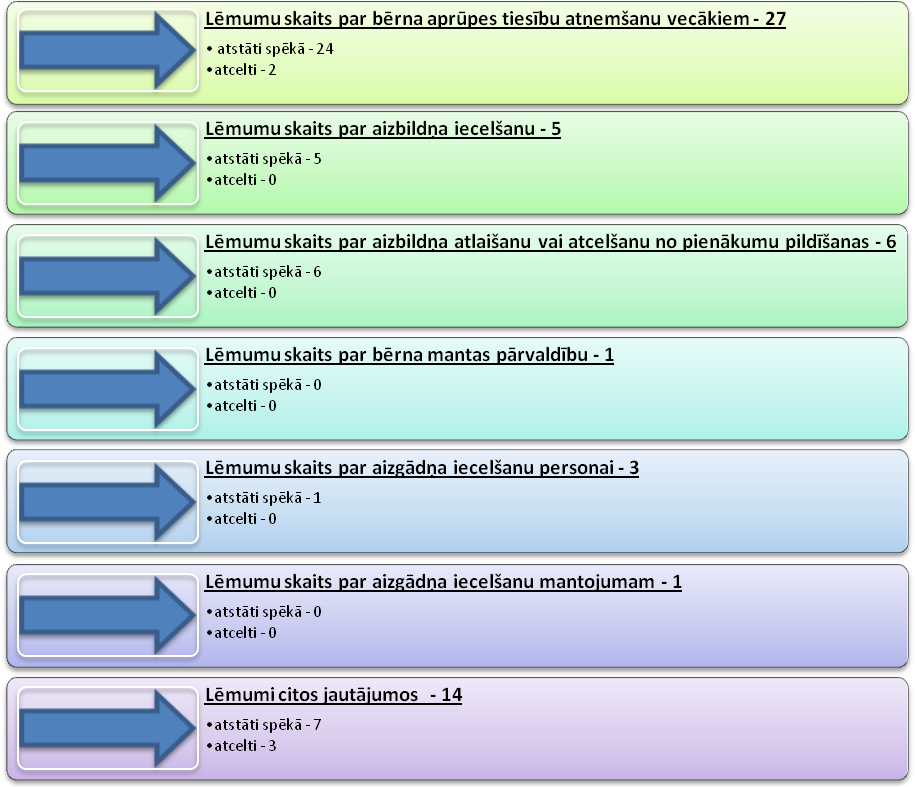 Lēmumu skaits par bērna aprūpes tiesību atņemšanu vecākiem - 27
• atstāti spēkā - 24
• atcelti - 2
Lēmumu skaits par aizbildņa iecelšanu - 5
• atstāti spēkā - 5
• atcelti - 0
Lēmumu skaits par aizbildņa atlaišanu vai atcelšanu no pienākumu pildīšanas - 6
• atstāti spēkā - 6
• atcelti - 0
Lēmumu skaits par bērna mantas pārvaldību - 1
• atstāti spēkā - 0
• atcelti - 0
Lēmumu skaits par aizgādņa iecelšanu personai - 3
• atstāti spēkā - 1
• atcelti - 0
Lēmumu skaits par aizgādņa iecelšanu mantojumam - 1
• atstāti spēkā - 0
• atcelti - 0
Lēmumi citos jautājumos - 14
• atstāti spēkā - 7
• atcelti - 3